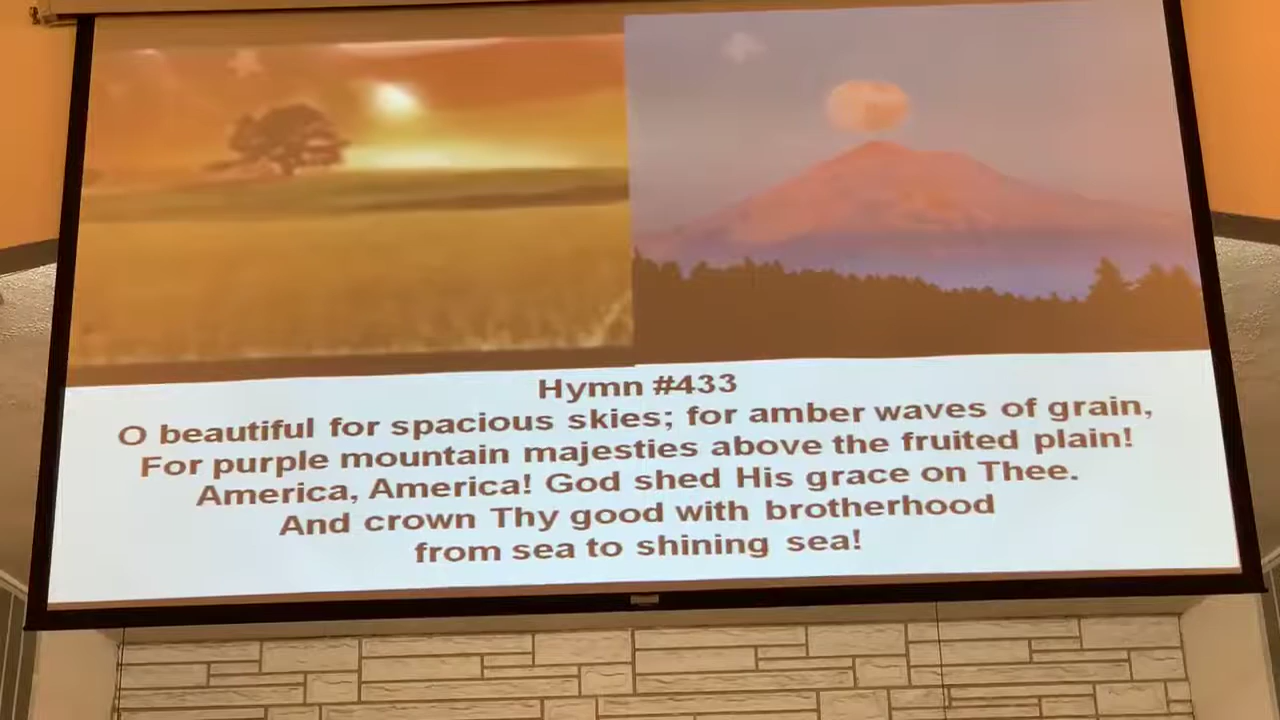 Hymn #433
O beautiful for spacious skies; for amber waves of grain,
For purple mountain majesties above the fruited plain!
America, America! God shed His grace on Thee.
And crown Thy good with brotherhood
from sea to shining sea!